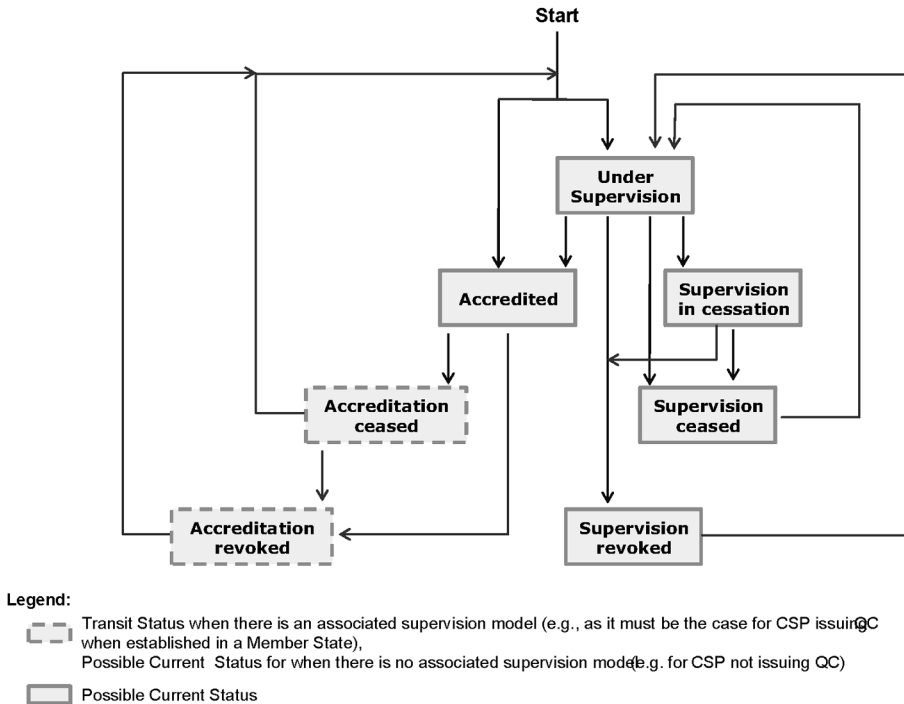 Start
Under
Supervision
Accredited
Supervision
in cessation
Accreditation
ceased
Supervision
ceased
Accreditation
revoked
Supervision
revoked
Legend:
Transit Status when there is an associated supervision model (e.g., as it must be the case for CSP issuing QC
when established in a Member State),
Possible Current Status for when there is no associated supervision model (e.g. for CSP not issuing QC)
Possible Current Status